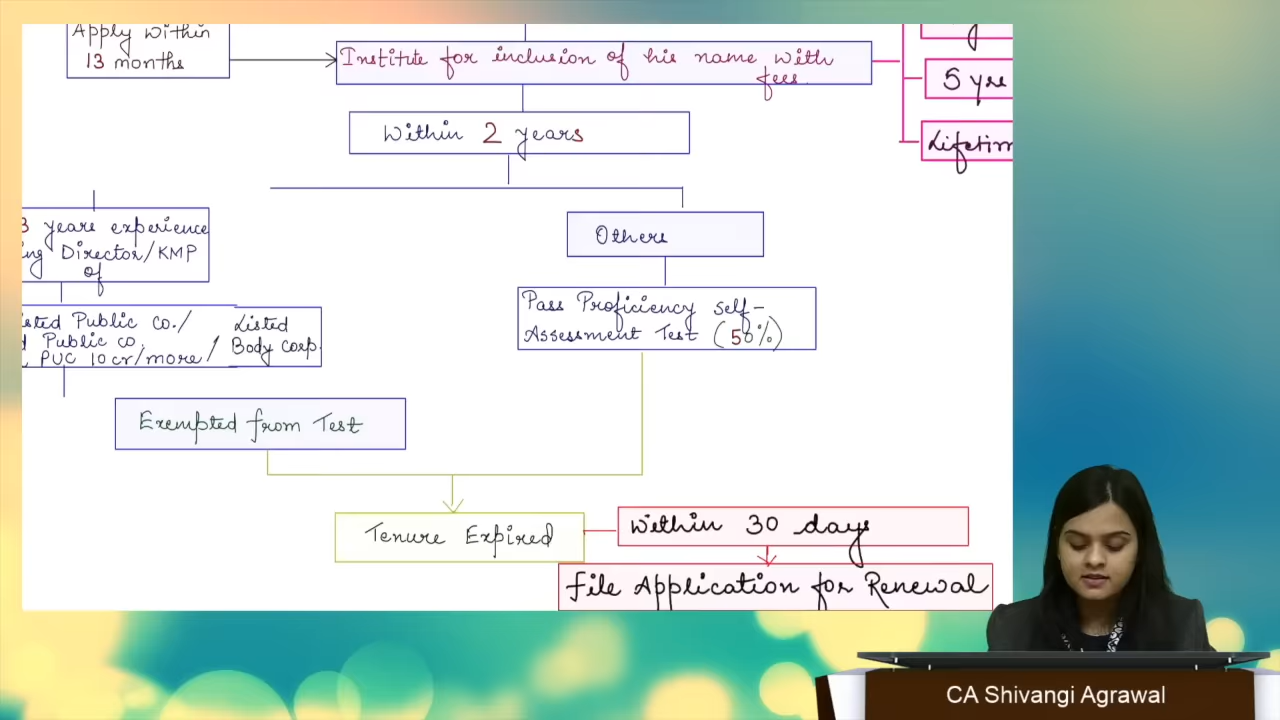 Apply within
13 months
Institute for inclusion of his name with
fees.
5 yrs
Within 2 years
3 years experience
Director/KMP
of
Others
Pass Proficiency self-
Assessment Test (50%)
Public Co./
Public Co.
PUC 10 cr/more/
Listed
Body corp.
Exempted from Test
Tenure Expired
Within 30 days
File Application for Renewal
CA Shivangi Agrawal